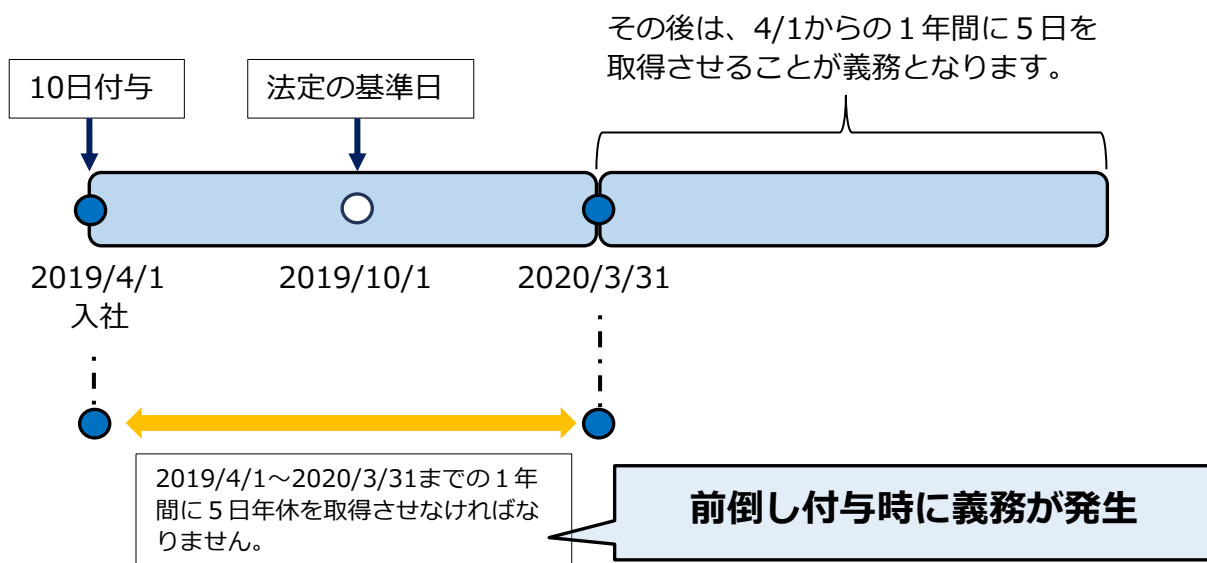 その後は、4/1からの１年間に５日を
取得させることが義務となります。
10日付与
法定の基準日
2019/4/1
入社
2019/10/1
2020/3/31
2019/4/1～2020/3/31までの１年
間に５日年休を取得させなければな
りません。
前倒し付与時に義務が発生